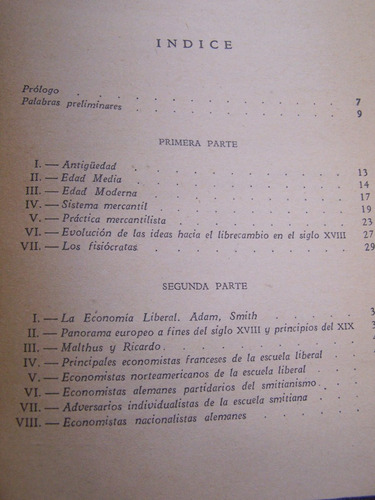 INDICE
Prólogo . . . . . . . . . . 7
Palabras preliminares . . . . . . . . 9
PRIMERA PARTE
I. — Antigüedad . . . . . . . . 13
II. — Edad Media . . . . . . . . 14
III. — Edad Moderna . . . . . . . 17
IV. — Sistema mercantil . . . . . . . 19
V. — Práctica mercantilista . . . . . . 23
VI. — Evolución de las ideas hacia el librecambio en el siglo XVIII 27
VII. — Los fisiócratas . . . . . . . 29
SEGUNDA PARTE
I. — La Economía Liberal. Adam, Smith . . . . 3
II. — Panorama europeo a fines del siglo XVIII y principios del XIX 3
III. — Malthus y Ricardo . . . . . . .
IV. — Principales economistas franceses de la escuela liberal . .
V. — Economistas norteamericanos de la escuela liberal . . .
VI. — Economistas alemanes partidarios del smitianismo . . .
VII. — Adversarios individualistas de la escuela smitiana . . .
VIII. — Economistas nacionalistas alemanes . . . . .